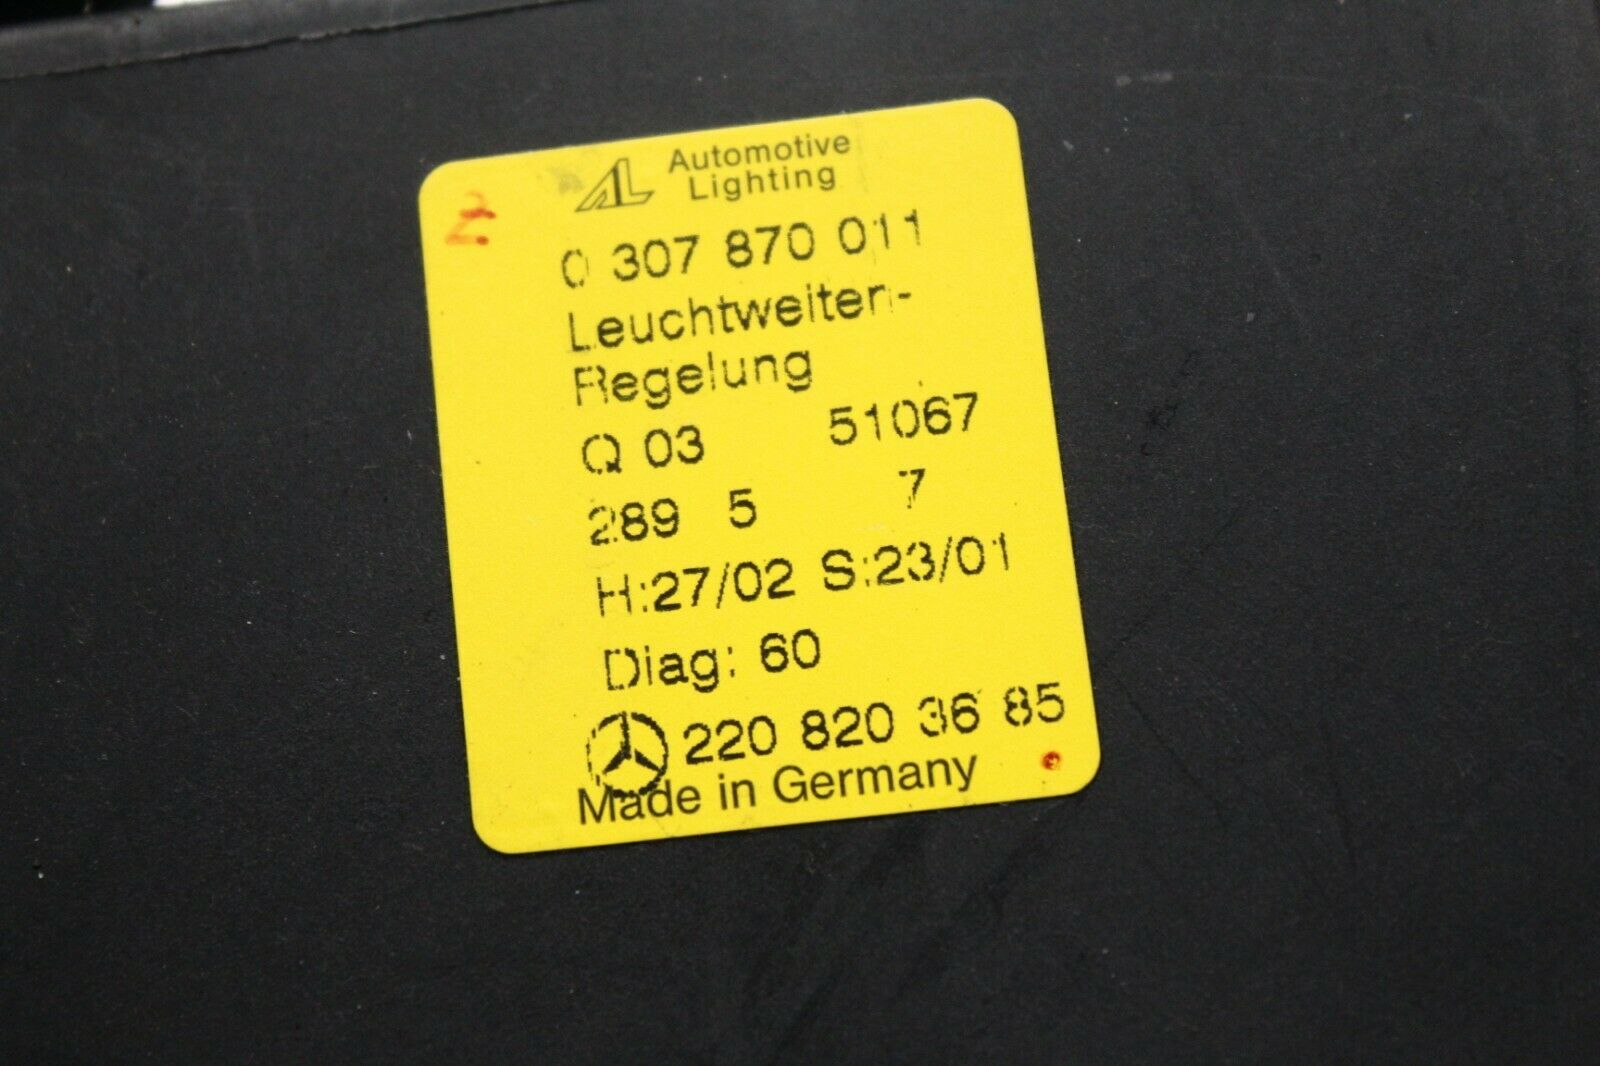 AL Automotive
Lighting
2
0 307 870 011
Leuchtweiten-
Regelung
Q 03 51067
289 5 7
H:27/02 S:23/01
Diag: 60
220 820 36 85
Made in Germany